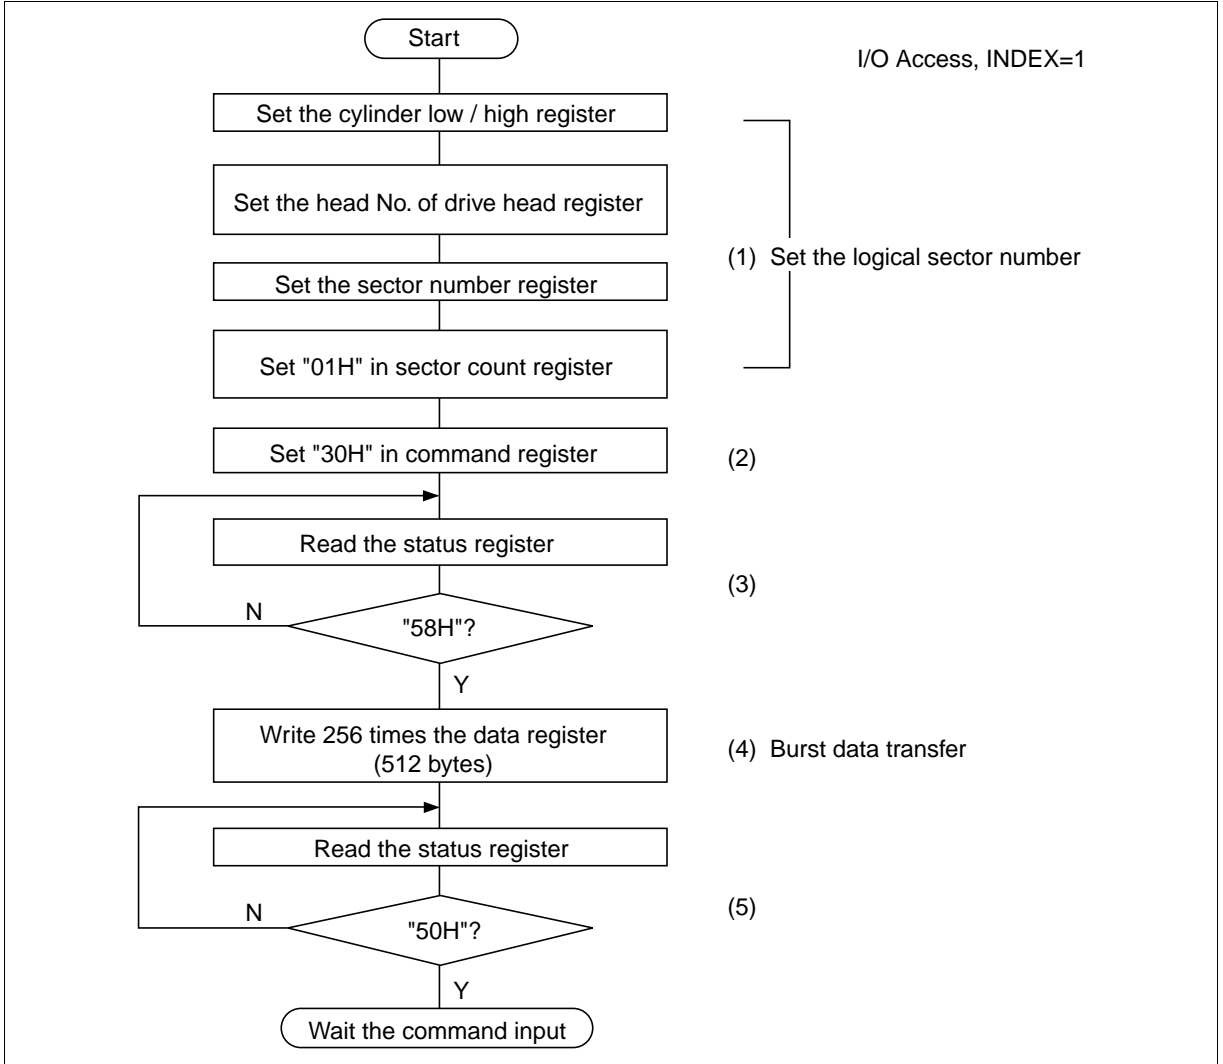 Start
I/O Access, INDEX=1
Set the cylinder low / high register
Set the head No. of drive head register
(1) Set the logical sector number
Set the sector number register
Set "01H" in sector count register
Set "30H" in command register
(2)
Read the status register
(3)
N
"58H"?
Y
Write 256 times the data register
(512 bytes)
(4) Burst data transfer
Read the status register
(5)
N
"50H"?
Y
Wait the command input